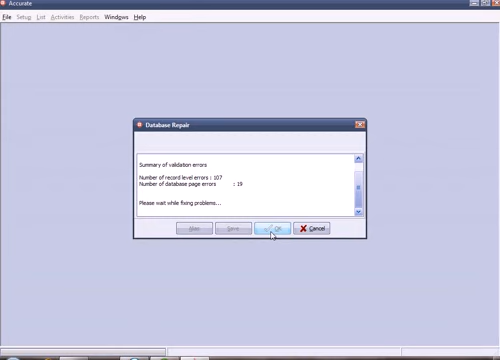 Accurate
File Setup List Activities Reports Windows Help
Database Repair
Summary of validation errors
Number of record level errors : 107
Number of database page errors : 19
Please wait while fixing problems...
Save OK Cancel